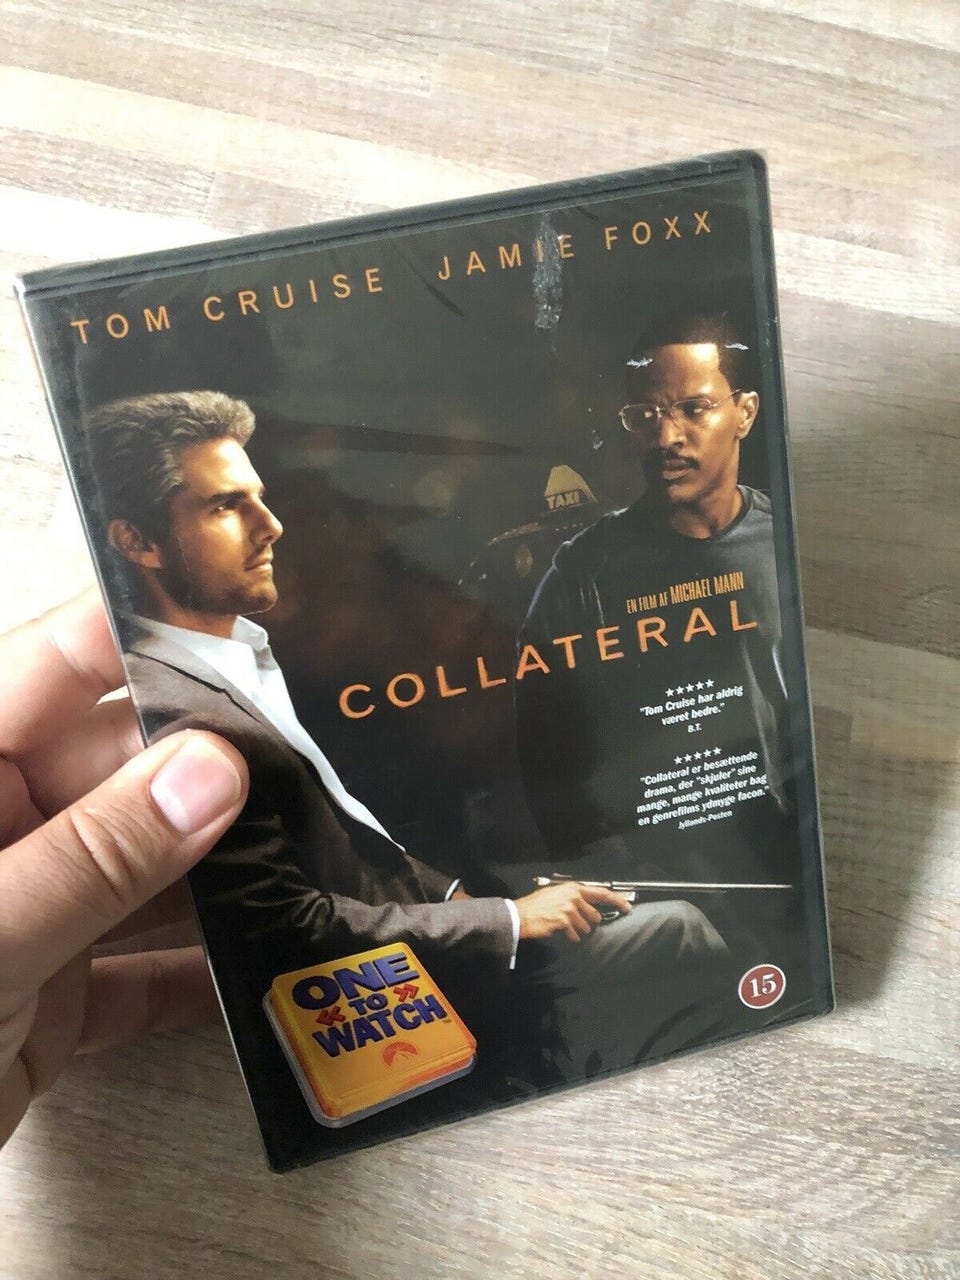 TOM CRUISE JAMIE FOXX
TAXI
EN FILM AF MICHAEL MANN
COLLATERAL
★★★★★
"Tom Cruise har aldrig
været bedre."
B.T.
★★★★★
"Collateral er besættende
drama, der "skjuler" sine
mange, mange kvaliteter bag
en genrefilms ydmyge facon."
Jyllands-Posten
ONE
« TO »
WATCH
15